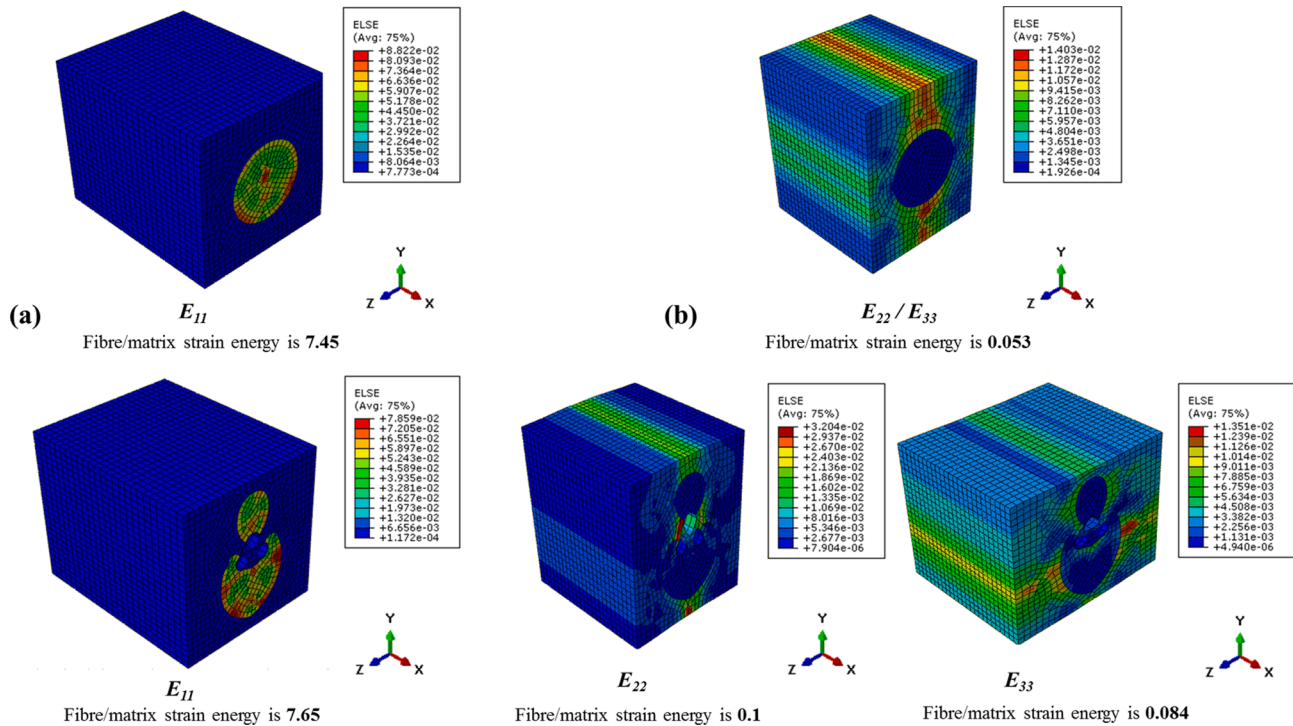 ELSE
(Avg: 75%)
+8.822e-02
+8.093e-02
+7.364e-02
+6.636e-02
+5.907e-02
+5.178e-02
+4.450e-02
+3.721e-02
+2.992e-02
+2.264e-02
+1.535e-02
+8.064e-03
+7.773e-04
Y
Z
X
(a)
E11
Fibre/matrix strain energy is 7.45
ELSE
(Avg: 75%)
+1.403e-02
+1.287e-02
+1.172e-02
+1.057e-02
+9.415e-03
+8.262e-03
+7.110e-03
+5.957e-03
+4.804e-03
+3.651e-03
+2.498e-03
+1.345e-03
+1.926e-04
Y
Z
X
(b)
E22 / E33
Fibre/matrix strain energy is 0.053
ELSE
(Avg: 75%)
+7.859e-02
+7.205e-02
+6.551e-02
+5.897e-02
+5.243e-02
+4.589e-02
+3.935e-02
+3.281e-02
+2.627e-02
+1.973e-02
+1.320e-02
+6.656e-03
+1.172e-04
Y
Z
X
E11
Fibre/matrix strain energy is 7.65
ELSE
(Avg: 75%)
+3.204e-02
+2.937e-02
+2.670e-02
+2.403e-02
+2.136e-02
+1.869e-02
+1.602e-02
+1.335e-02
+1.069e-02
+8.016e-03
+5.346e-03
+2.677e-03
+7.904e-06
Y
Z
X
E22
Fibre/matrix strain energy is 0.1
ELSE
(Avg: 75%)
+1.351e-02
+1.239e-02
+1.126e-02
+1.014e-02
+9.011e-03
+7.885e-03
+6.759e-03
+5.634e-03
+4.508e-03
+3.382e-03
+2.256e-03
+1.131e-03
+4.940e-06
Y
Z
X
E33
Fibre/matrix strain energy is 0.084